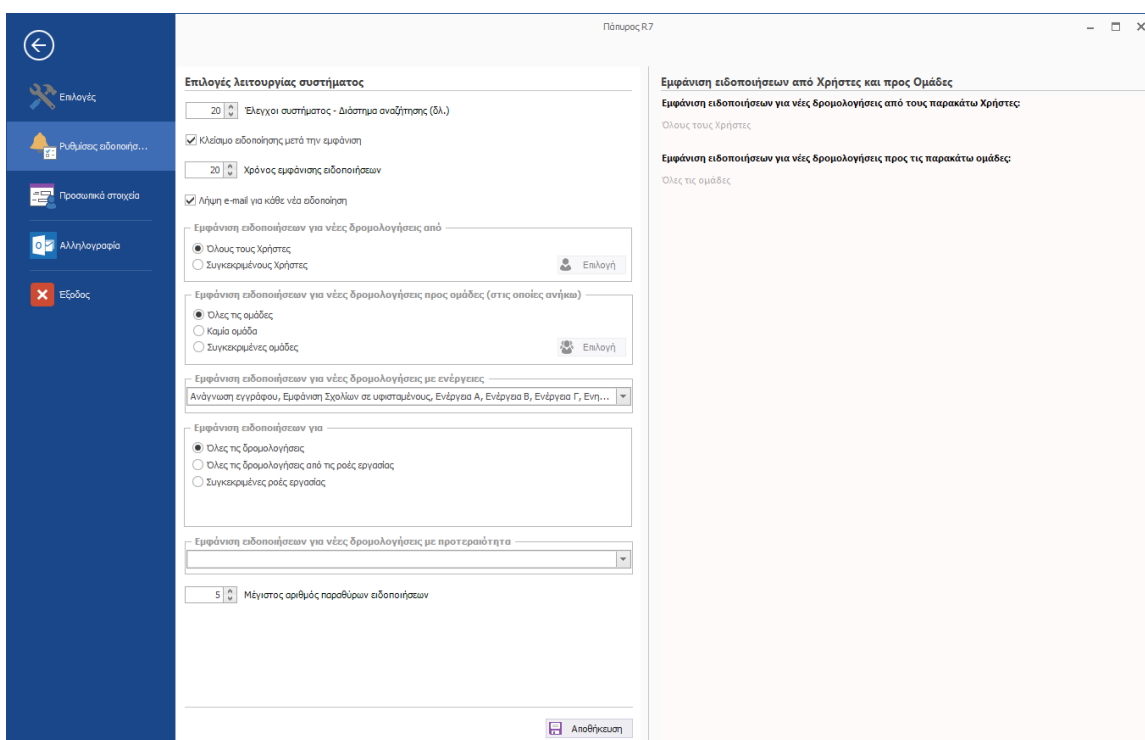 Πάπυρος R7
Επιλογές
Ρυθμίσεις ειδοποιήσ...
Προσωπικά στοιχεία
Αλληλογραφία
Έξοδος
Επιλογές λειτουργίας συστήματος
20 Έλεγχοι συστήματος - Διάστημα αναζήτησης (δλ.)
Κλείσιμο ειδοποίησης μετά την εμφάνιση
20 Χρόνος εμφάνισης ειδοποιήσεων
Λήψη e-mail για κάθε νέα ειδοποίηση
Εμφάνιση ειδοποιήσεων για νέες δρομολογήσεις από
Όλους τους Χρήστες
Συγκεκριμένους Χρήστες
Επιλογή
Εμφάνιση ειδοποιήσεων για νέες δρομολογήσεις προς ομάδες (στις οποίες ανήκω)
Όλες τις ομάδες
Καμία ομάδα
Συγκεκριμένες ομάδες
Επιλογή
Εμφάνιση ειδοποιήσεων για νέες δρομολογήσεις με ενέργειες
Ανάγνωση εγγράφου, Εμφάνιση Σχολίων σε υφισταμένους, Ενέργεια Α, Ενέργεια Β, Ενέργεια Γ, Ενη...
Εμφάνιση ειδοποιήσεων για
Όλες τις δρομολογήσεις
Όλες τις δρομολογήσεις από τις ροές εργασίας
Συγκεκριμένες ροές εργασίας
Εμφάνιση ειδοποιήσεων για νέες δρομολογήσεις με προτεραιότητα
5 Μέγιστος αριθμός παραθύρων ειδοποιήσεων
Αποθήκευση
Εμφάνιση ειδοποιήσεων από Χρήστες και προς Ομάδες
Εμφάνιση ειδοποιήσεων για νέες δρομολογήσεις από τους παρακάτω Χρήστες:
Όλους τους Χρήστες
Εμφάνιση ειδοποιήσεων για νέες δρομολογήσεις προς τις παρακάτω ομάδες:
Όλες τις ομάδες